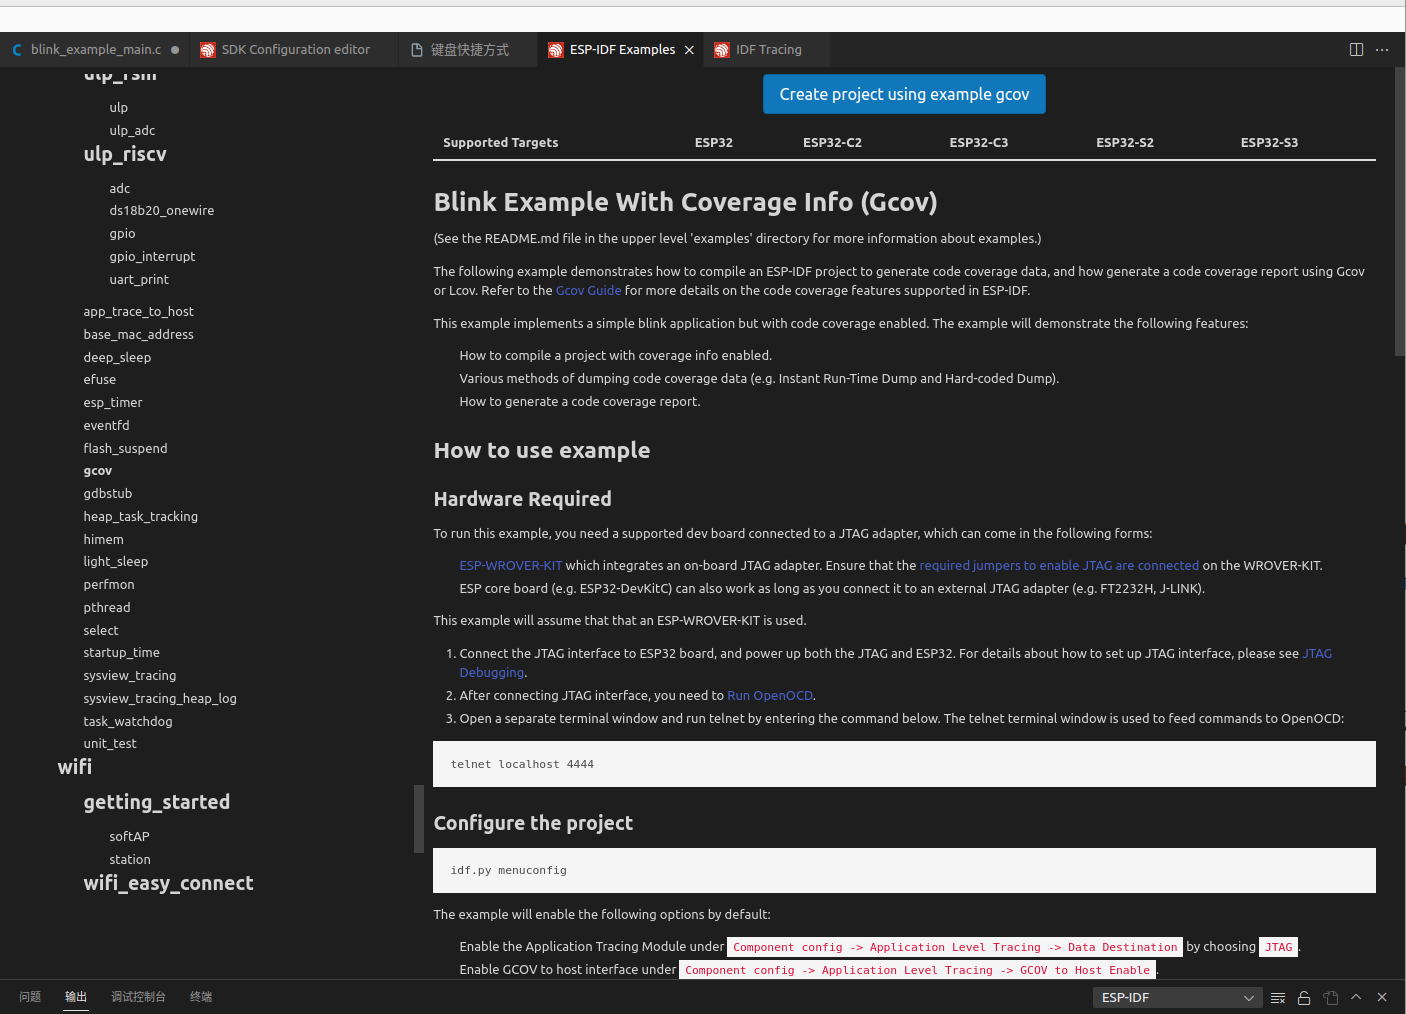 blink_example_main.c
SDK Configuration editor
键盘快捷方式
ESP-IDF Examples
IDF Tracing
ulp_fsm
ulp
ulp_adc
ulp_riscv
adc
ds18b20_onewire
gpio
gpio_interrupt
uart_print
app_trace_to_host
base_mac_address
deep_sleep
efuse
esp_timer
eventfd
flash_suspend
gcov
gdbstub
heap_task_tracking
himem
light_sleep
perfmon
pthread
select
startup_time
sysview_tracing
sysview_tracing_heap_log
task_watchdog
unit_test
wifi
getting_started
softAP
station
wifi_easy_connect
Create project using example gcov
Supported Targets ESP32 ESP32-C2 ESP32-C3 ESP32-S2 ESP32-S3
Blink Example With Coverage Info (Gcov)
(See the README.md file in the upper level 'examples' directory for more information about examples.)
The following example demonstrates how to compile an ESP-IDF project to generate code coverage data, and how generate a code coverage report using Gcov
or Lcov. Refer to the Gcov Guide for more details on the code coverage features supported in ESP-IDF.
This example implements a simple blink application but with code coverage enabled. The example will demonstrate the following features:
How to compile a project with coverage info enabled.
Various methods of dumping code coverage data (e.g. Instant Run-Time Dump and Hard-coded Dump).
How to generate a code coverage report.
How to use example
Hardware Required
To run this example, you need a supported dev board connected to a JTAG adapter, which can come in the following forms:
ESP-WROVER-KIT which integrates an on-board JTAG adapter. Ensure that the required jumpers to enable JTAG are connected on the WROVER-KIT.
ESP core board (e.g. ESP32-DevKitC) can also work as long as you connect it to an external JTAG adapter (e.g. FT2232H, J-LINK).
This example will assume that that an ESP-WROVER-KIT is used.
1. Connect the JTAG interface to ESP32 board, and power up both the JTAG and ESP32. For details about how to set up JTAG interface, please see JTAG
Debugging.
2. After connecting JTAG interface, you need to Run OpenOCD.
3. Open a separate terminal window and run telnet by entering the command below. The telnet terminal window is used to feed commands to OpenOCD:
telnet localhost 4444
Configure the project
idf.py menuconfig
The example will enable the following options by default:
Enable the Application Tracing Module under Component config -> Application Level Tracing -> Data Destination by choosing JTAG.
Enable GCOV to host interface under Component config -> Application Level Tracing -> GCOV to Host Enable.
问题 输出 调试控制台 终端
ESP-IDF